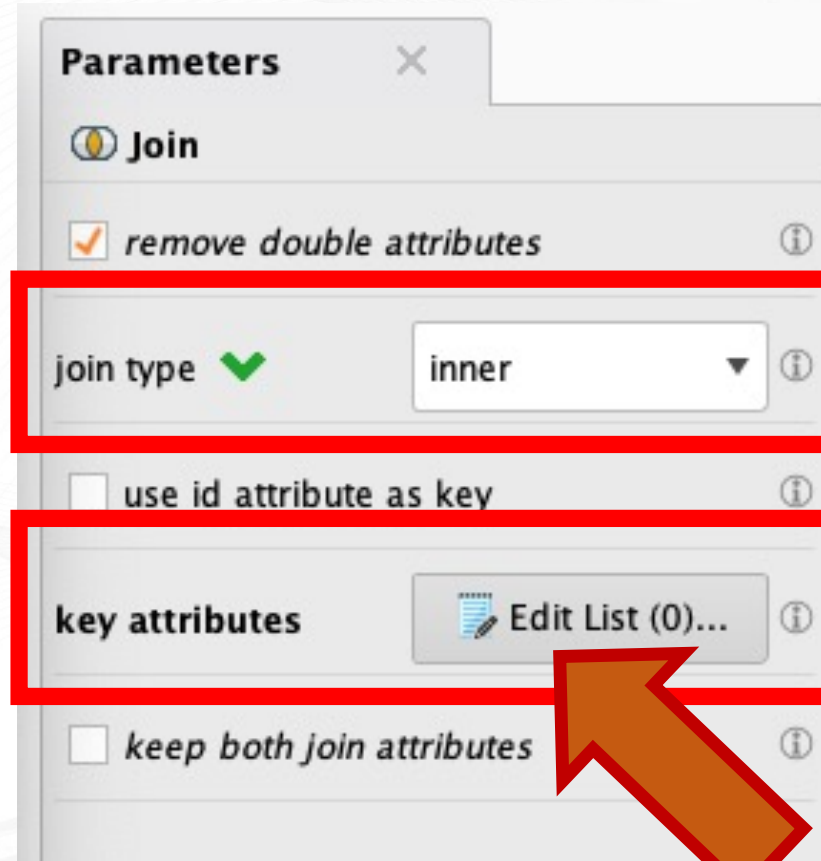 Parameters
Join
remove double attributes
join type inner
use id attribute as key
key attributes Edit List (0)...
keep both join attributes